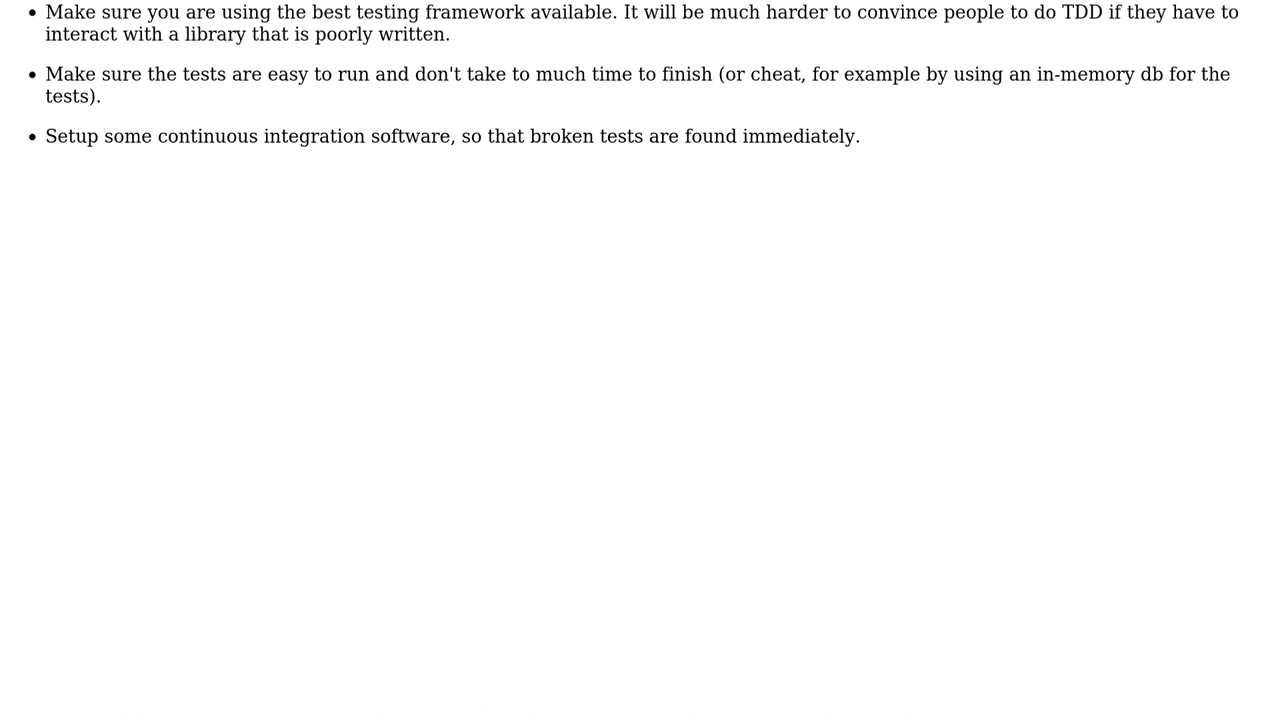 • Make sure you are using the best testing framework available. It will be much harder to convince people to do TDD if they have to
interact with a library that is poorly written.
• Make sure the tests are easy to run and don't take to much time to finish (or cheat, for example by using an in-memory db for the
tests).
• Setup some continuous integration software, so that broken tests are found immediately.